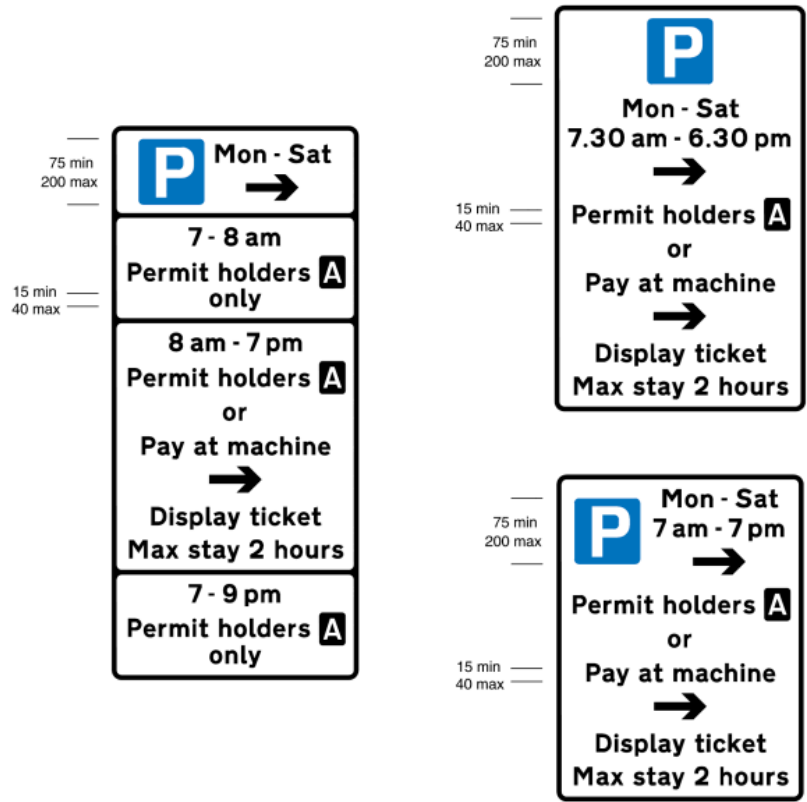 75 min
200 max
P Mon - Sat
7 - 8 am
Permit holders A
only
15 min
40 max
8 am - 7 pm
Permit holders A
or
Pay at machine
Display ticket
Max stay 2 hours
7 - 9 pm
Permit holders A
only
75 min
200 max
P
Mon - Sat
7.30 am - 6.30 pm
15 min
40 max
Permit holders A
or
Pay at machine
Display ticket
Max stay 2 hours
75 min
200 max
P
Mon - Sat
7 am - 7 pm
Permit holders A
or
15 min
40 max
Pay at machine
Display ticket
Max stay 2 hours